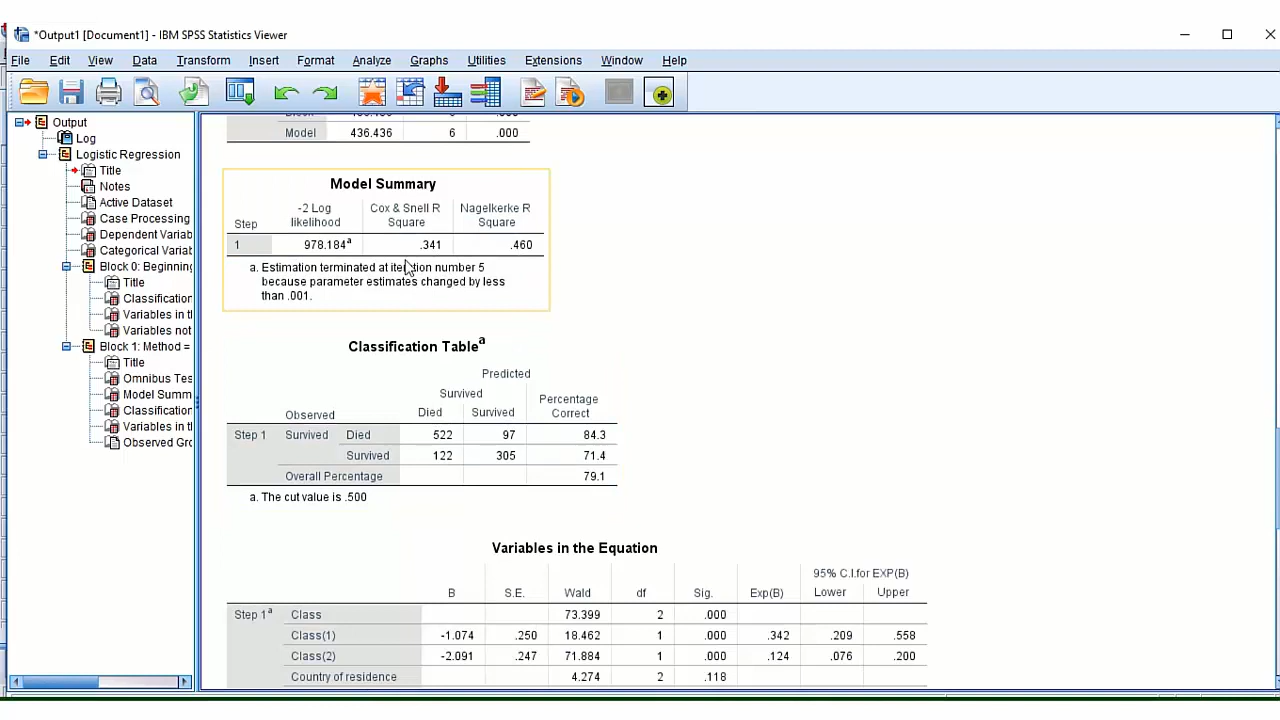 *Output1 [Document1] - IBM SPSS Statistics Viewer
File Edit View Data Transform Insert Format Analyze Graphs Utilities Extensions Window Help
Output
Log
Logistic Regression
Title
Notes
Active Dataset
Case Processing
Dependent Variab
Categorical Variat
Block 0: Beginning
Title
Classification
Variables in t
Variables not
Block 1: Method =
Title
Omnibus Tes
Model Summ
Classification
Variables in t
Observed Gro
Model 436.436 6 .000
Model Summary
Step -2 Log likelihood Cox & Snell R Square Nagelkerke R Square
1 978.184a .341 .460
a. Estimation terminated at iteration number 5
because parameter estimates changed by less
than .001.
Classification Tablea
Predicted
Survived Percentage Correct
Observed Died Survived
Step 1 Survived Died 522 97 84.3
Survived 122 305 71.4
Overall Percentage 79.1
a. The cut value is .500
Variables in the Equation
95% C.I.for EXP(B)
B S.E. Wald df Sig. Exp(B) Lower Upper
Step 1a Class 73.399 2 .000
Class(1) -1.074 .250 18.462 1 .000 .342 .209 .558
Class(2) -2.091 .247 71.884 1 .000 .124 .076 .200
Country of residence 4.274 2 .118